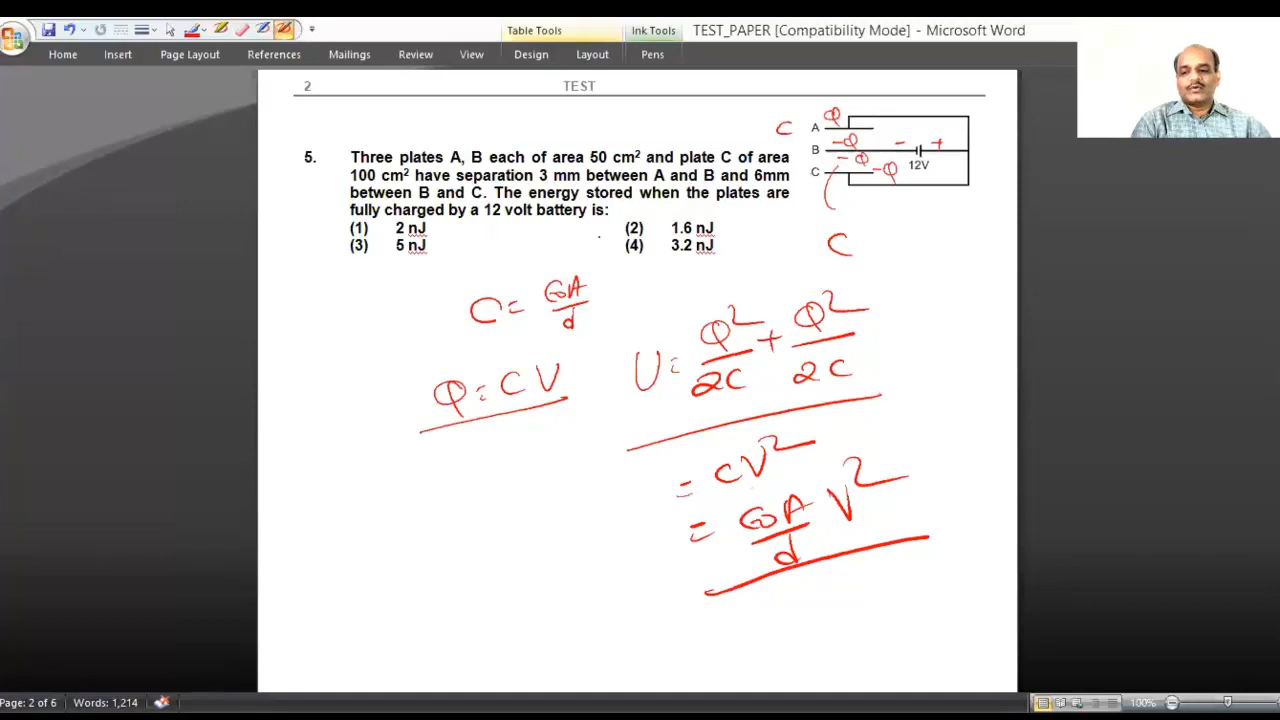 TEST_PAPER [Compatibility Mode] - Microsoft Word
Table Tools
Ink Tools
Home Insert Page Layout References Mailings Review View Design Layout Pens
2 TEST
5. Three plates A, B each of area 50 cm² and plate C of area
100 cm² have separation 3 mm between A and B and 6mm
between B and C. The energy stored when the plates are
fully charged by a 12 volt battery is:
(1) 2 nJ (2) 1.6 nJ
(3) 5 nJ (4) 3.2 nJ
C A Q
B -Q - +
-Q 12V
C -Q
C
C = ε0A/d
Q = CV
U = Q²/2C + Q²/2C
= CV²
= ε0A/d V²
Page: 2 of 6 Words: 1,214 100%